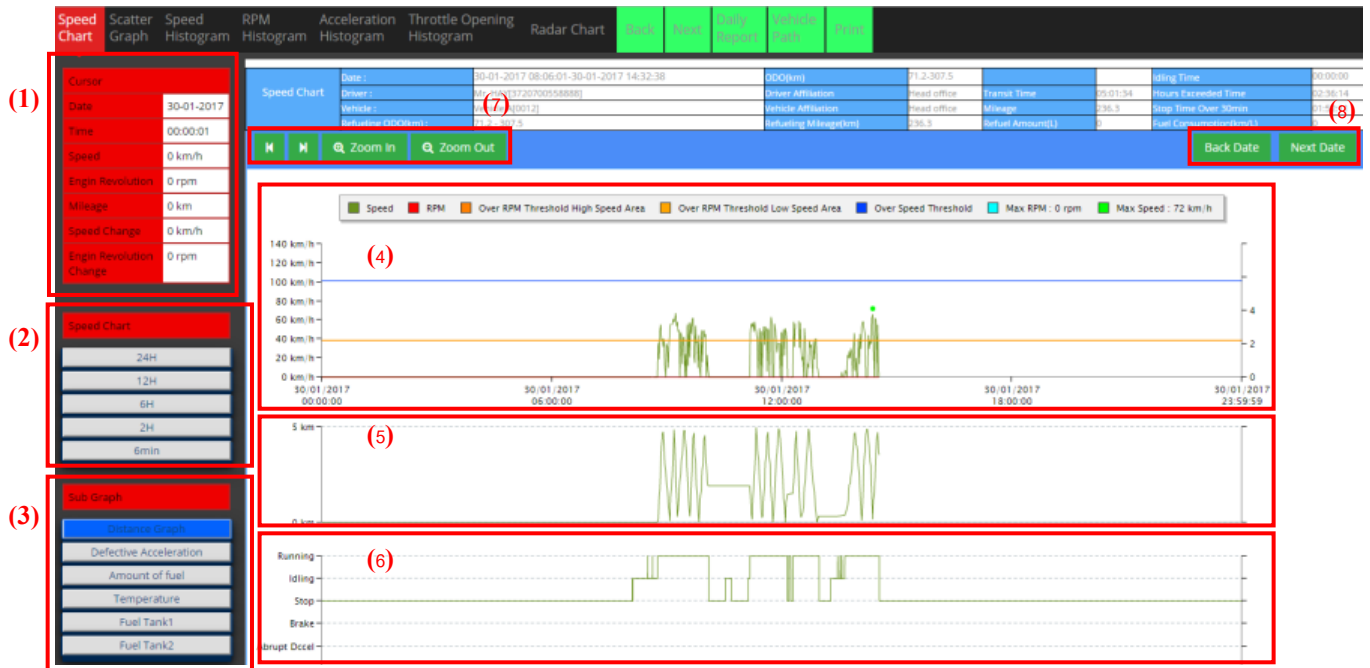 Speed Chart
Scatter Graph
Speed Histogram
RPM Histogram
Acceleration Histogram
Throttle Opening Histogram
Radar Chart
Back
Next
Daily Report
Vehicle Path
Print
(1)
Cursor
Date 30-01-2017
Time 00:00:01
Speed 0 km/h
Engin Revolution 0 rpm
Mileage 0 km
Speed Change 0 km/h
Engin Revolution Change 0 rpm
Speed Chart
Date : 30-01-2017 08:06:01-30-01-2017 14:32:38 ODO(km) 71.2-307.5 Idling Time 00:00:00
Driver : Driver Affiliation Head office Transit Time 05:01:34 Hours Exceeded Time 02:36:14
Vehicle : Vehicle Affiliation Head office Mileage 236.3 Stop Time Over 30min
Refueling ODO(km) : 71.2 - 307.5 Refueling Mileage(km) 236.3 Refuel Amount(L) 0 Fuel Consumption(km/L) 0
(7)
(8)
Zoom In
Zoom Out
Back Date
Next Date
(2)
Speed Chart
24H
12H
6H
2H
6min
(3)
Sub Graph
Distance Graph
Defective Acceleration
Amount of fuel
Temperature
Fuel Tank1
Fuel Tank2
Speed RPM Over RPM Threshold High Speed Area Over RPM Threshold Low Speed Area Over Speed Threshold Max RPM : 0 rpm Max Speed : 72 km/h
(4)
140 km/h
120 km/h
100 km/h
80 km/h
60 km/h
40 km/h
20 km/h
0 km/h
4
2
0
30/01/2017 30/01/2017 30/01/2017 30/01/2017 30/01/2017
00:00:00 06:00:00 12:00:00 18:00:00 23:59:59
(5)
5 km
0 km
(6)
Running
Idling
Stop
Brake
Abrupt Dccel